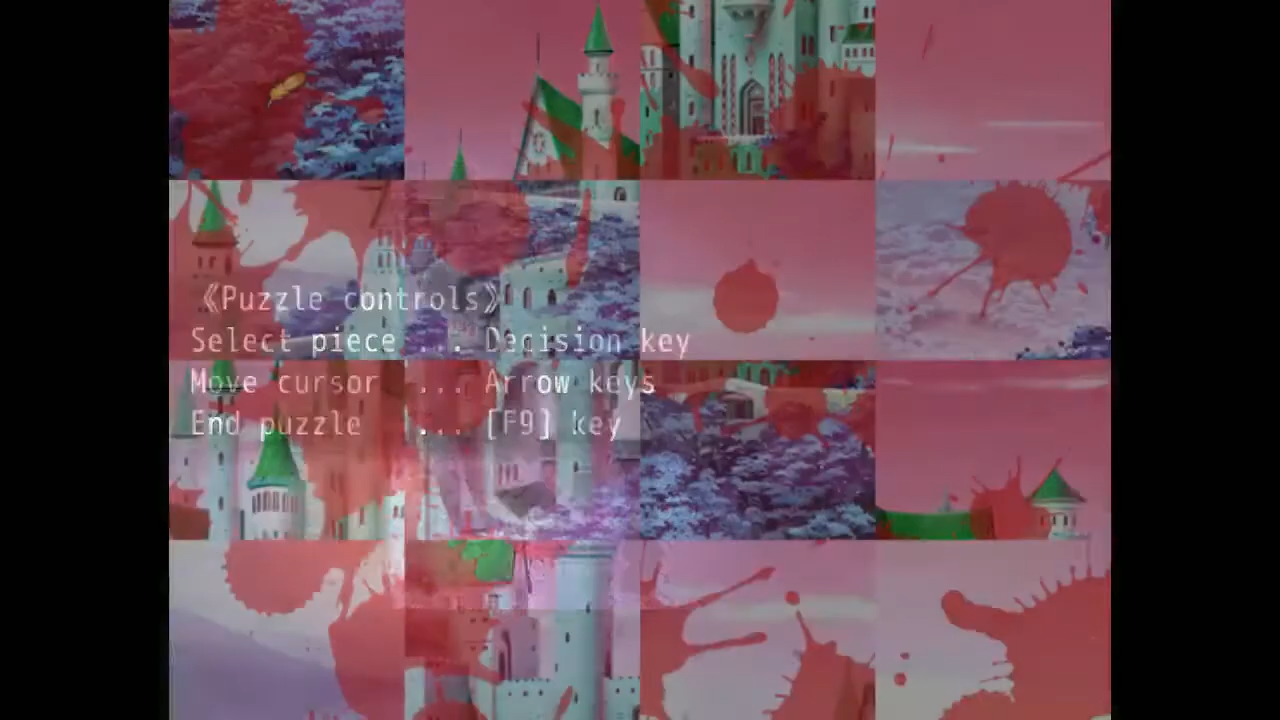 《Puzzle controls》
Select piece ... Decision key
Move cursor ... Arrow keys
End puzzle ... [F9] key